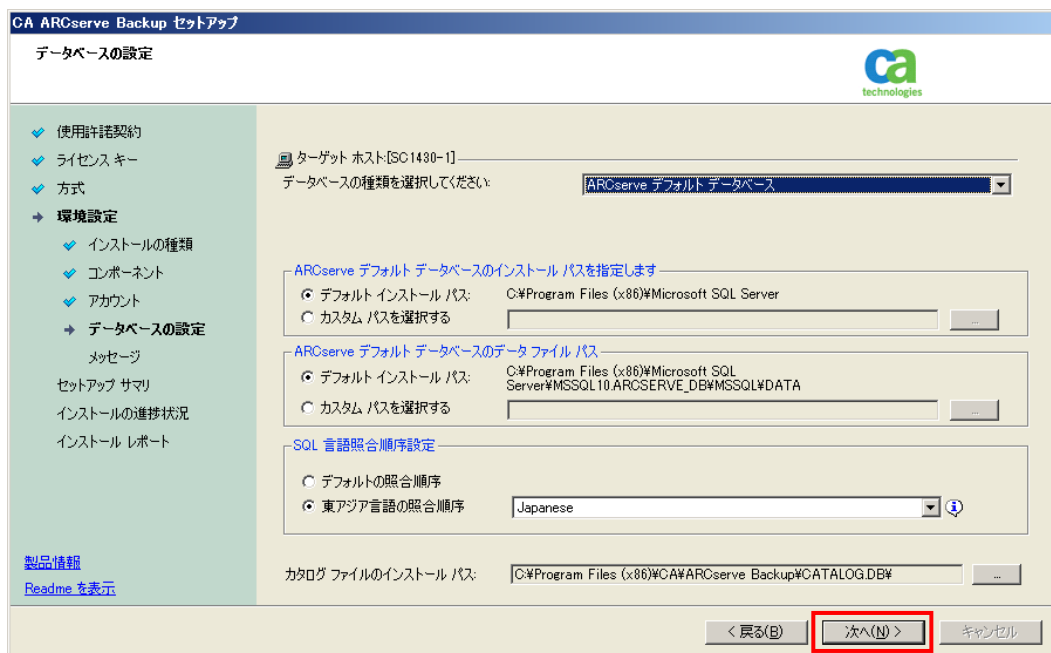 CA ARCserve Backup セットアップ
データベースの設定
ca
technologies
使用許諾契約
ライセンス キー
方式
環境設定
インストールの種類
コンポーネント
アカウント
データベースの設定
メッセージ
セットアップ サマリ
インストールの進捗状況
インストール レポート
製品情報
Readme を表示
ターゲット ホスト:[SC1430-1]
データベースの種類を選択してください: ARCserve デフォルト データベース
ARCserve デフォルト データベースのインストール パスを指定します
デフォルト インストール パス: C:¥Program Files (x86)¥Microsoft SQL Server
カスタム パスを選択する ...
ARCserve デフォルト データベースのデータ ファイル パス
デフォルト インストール パス: C:¥Program Files (x86)¥Microsoft SQL
Server¥MSSQL10.ARCSERVE_DB¥MSSQL¥DATA
カスタム パスを選択する ...
SQL 言語照合順序設定
デフォルトの照合順序
東アジア言語の照合順序 Japanese
カタログ ファイルのインストール パス: C:¥Program Files (x86)¥CA¥ARCserve Backup¥CATALOG.DB¥ ...
< 戻る(B) 次へ(N) > キャンセル